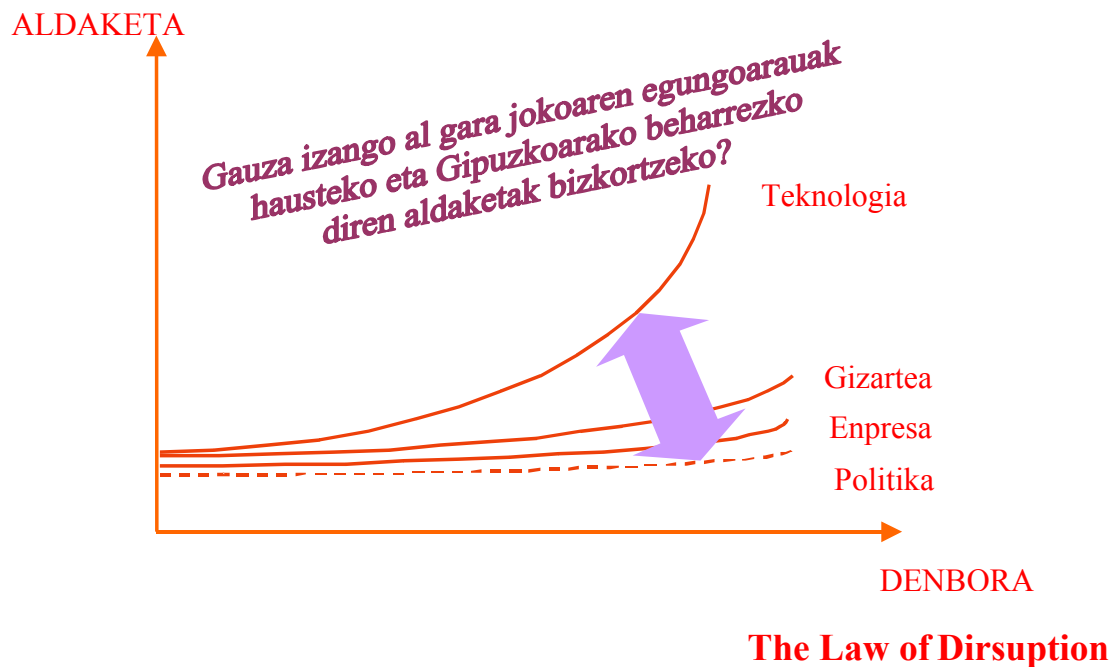 ALDAKETA
Gauza izango al gara jokoaren egungoarauak
hausteko eta Gipuzkoarako beharrezko
diren aldaketak bizkortzeko?
Teknologia
Gizartea
Enpresa
Politika
DENBORA
The Law of Dirsuption